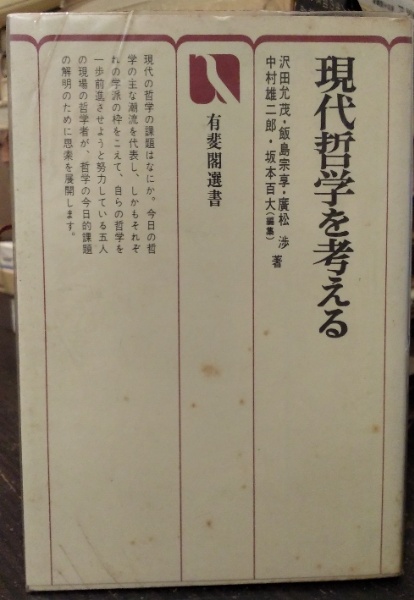 現代哲学を考える
沢田允茂・飯島宗享・廣松 渉
中村雄二郎・坂本百大(編集) 著
有斐閣選書
現代の哲学の課題はなにか。今日の哲
学の主な潮流を代表し、しかもそれぞ
れの学派の枠をこえて、自らの哲学を
一歩前進させようと努力している五人
の現場の哲学者が、哲学の今日的課題
の解明のために思索を展開します。